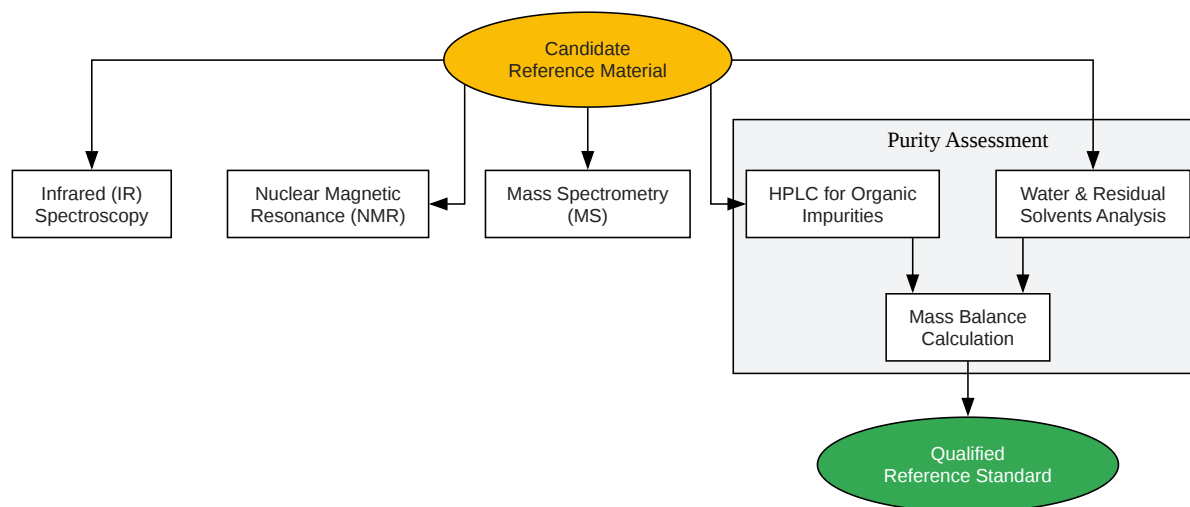 Candidate
Reference Material
Purity Assessment
Infrared (IR)
Spectroscopy
Nuclear Magnetic
Resonance (NMR)
Mass Spectrometry
(MS)
HPLC for Organic
Impurities
Water & Residual
Solvents Analysis
Mass Balance
Calculation
Qualified
Reference Standard